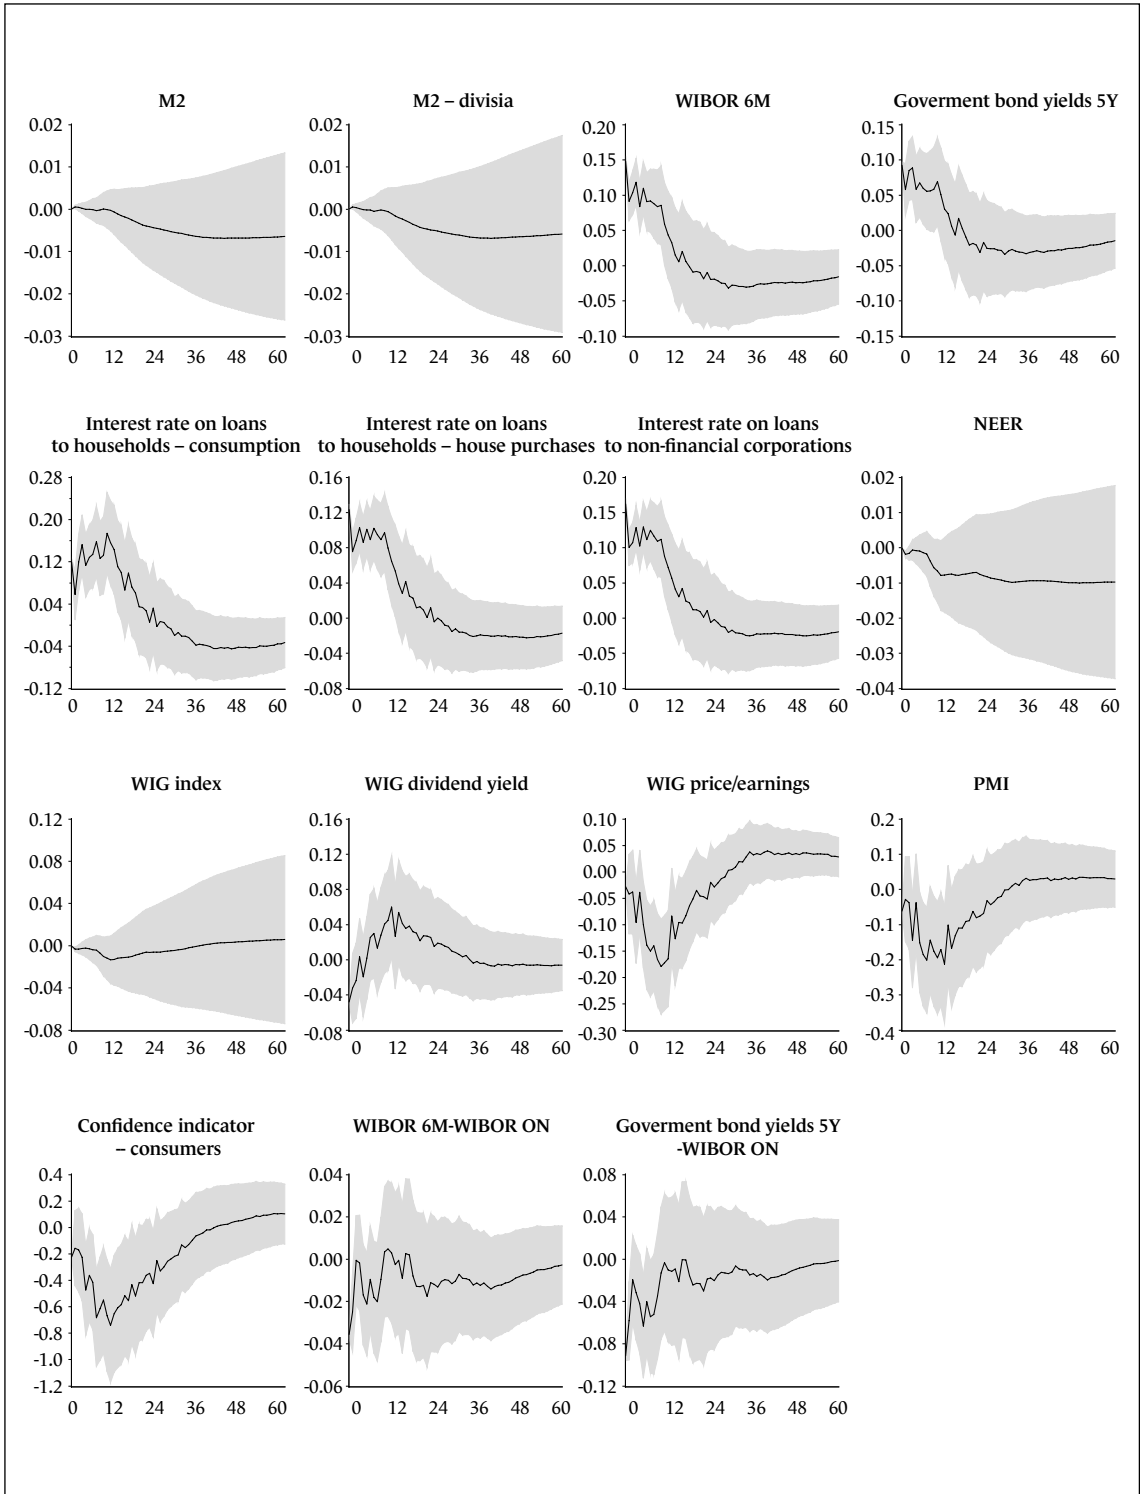 M2
0.02
0.01
0.00
-0.01
-0.02
-0.03
0 12 24 36 48 60
M2 – divisia
0.02
0.01
0.00
-0.01
-0.02
-0.03
0 12 24 36 48 60
WIBOR 6M
0.20
0.15
0.10
0.05
0.00
-0.05
-0.10
0 12 24 36 48 60
Goverment bond yields 5Y
0.15
0.10
0.05
0.00
-0.05
-0.10
-0.15
0 12 24 36 48 60
Interest rate on loans
to households – consumption
0.28
0.20
0.12
0.04
-0.04
-0.12
0 12 24 36 48 60
Interest rate on loans
to households – house purchases
0.16
0.12
0.08
0.04
0.00
-0.04
-0.08
0 12 24 36 48 60
Interest rate on loans
to non-financial corporations
0.20
0.15
0.10
0.05
0.00
-0.05
-0.10
0 12 24 36 48 60
NEER
0.02
0.01
0.00
-0.01
-0.02
-0.03
-0.04
0 12 24 36 48 60
WIG index
0.12
0.08
0.04
0.00
-0.04
-0.08
0 12 24 36 48 60
WIG dividend yield
0.16
0.12
0.08
0.04
0.00
-0.04
-0.08
0 12 24 36 48 60
WIG price/earnings
0.10
0.05
0.00
-0.05
-0.10
-0.15
-0.20
-0.25
-0.30
0 12 24 36 48 60
PMI
0.2
0.1
0.0
-0.1
-0.2
-0.3
-0.4
0 12 24 36 48 60
Confidence indicator
– consumers
0.4
0.2
0.0
-0.2
-0.4
-0.6
-0.8
-1.0
-1.2
0 12 24 36 48 60
WIBOR 6M-WIBOR ON
0.04
0.02
0.00
-0.02
-0.04
-0.06
0 12 24 36 48 60
Goverment bond yields 5Y
-WIBOR ON
0.08
0.04
0.00
-0.04
-0.08
-0.12
0 12 24 36 48 60